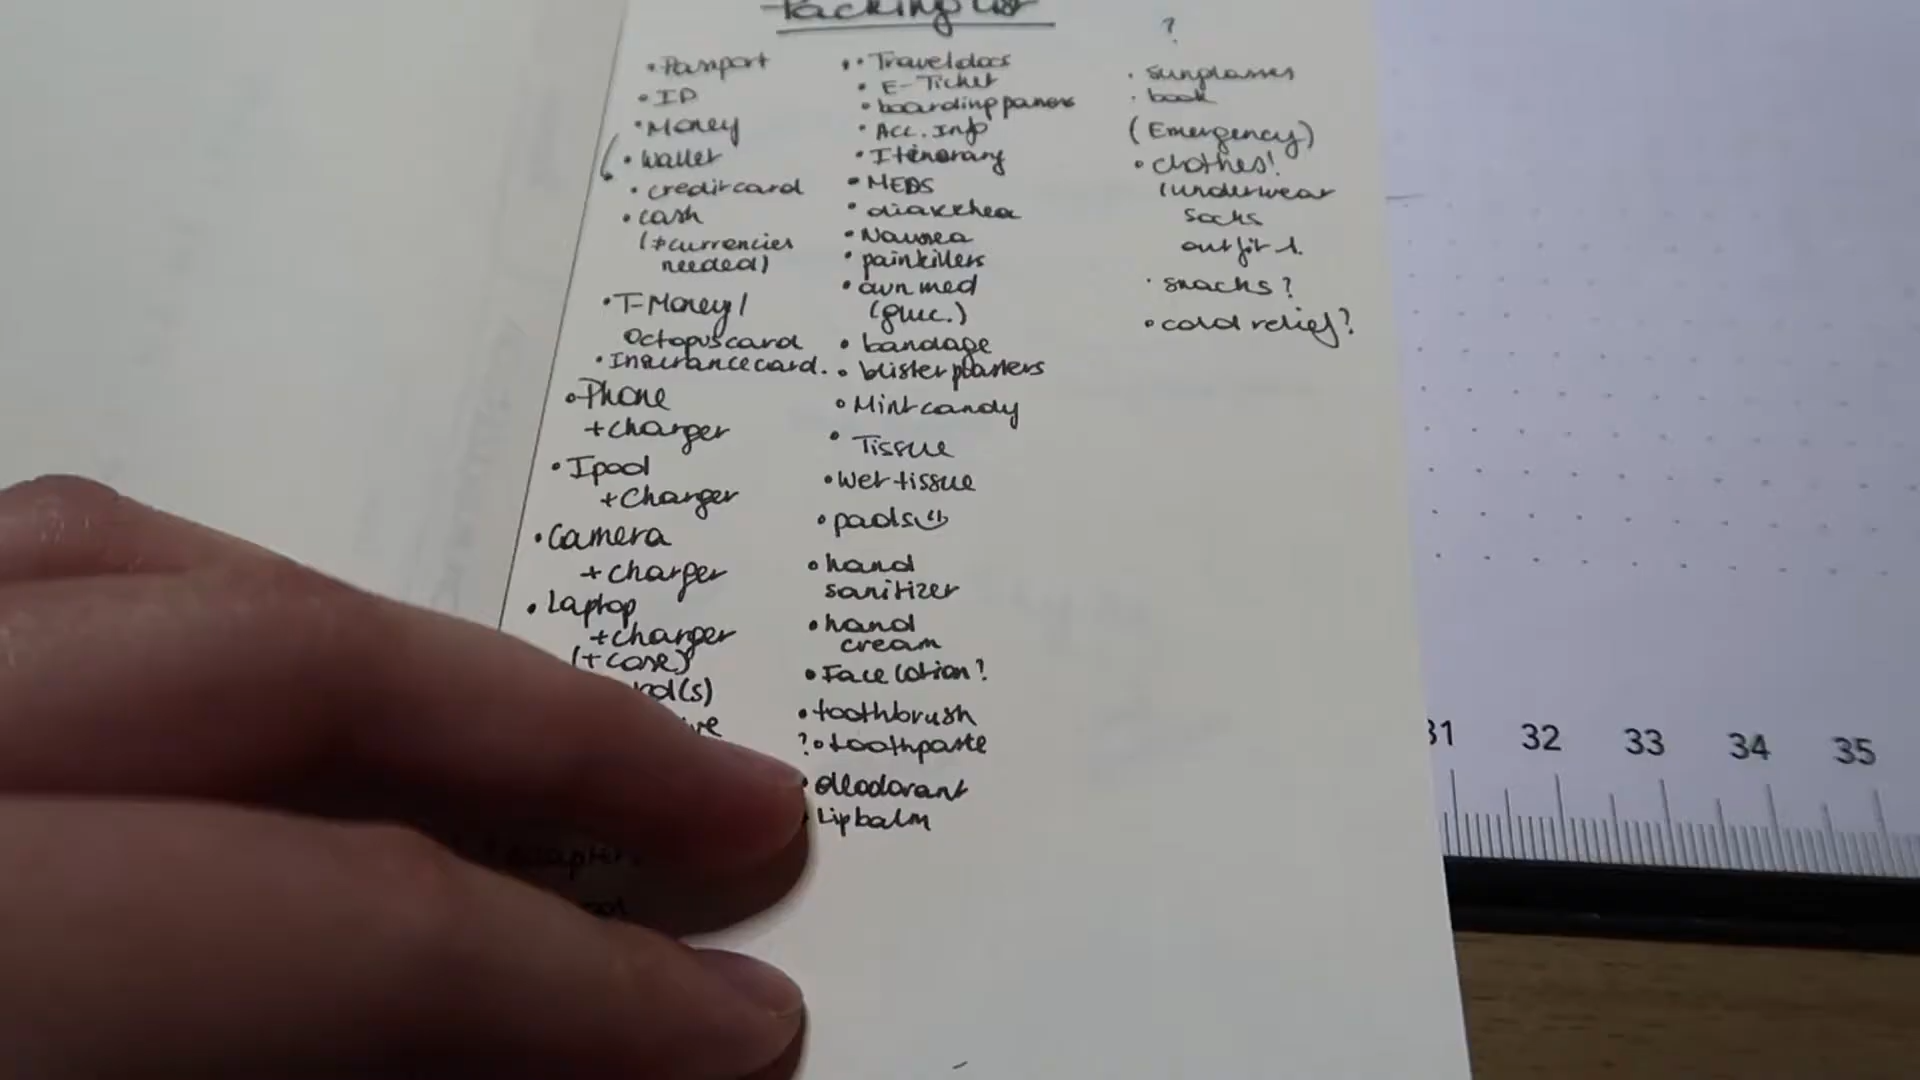 Packing list
• Passport
• ID
• Money
• wallet
• credit card
• cash
(≠currencies
needed)
• T-Money/
Octopus card
• Insurance card.
• Phone
+charger
• Ipod
+Charger
• Camera
+charger
• Laptop
+charger
(+case)
• Travel docs
• E-Ticket
• Acc. Info
• Itinerary
• MEDS
• diarrhea
• Nausea
• painkillers
• own med
(gluc.)
• bandage
• blister plasters
• Mint candy
• Tissue
• Wet tissue
• pads
• hand
sanitizer
• hand
cream
• Face lotion?
• toothbrush
? • toothpaste
• deodorant
• Lip balm
?
• sunglasses
• book
(Emergency)
• clothes!
(underwear
socks
outfit 1.
• snacks?
• cold relief?
31 32 33 34 35